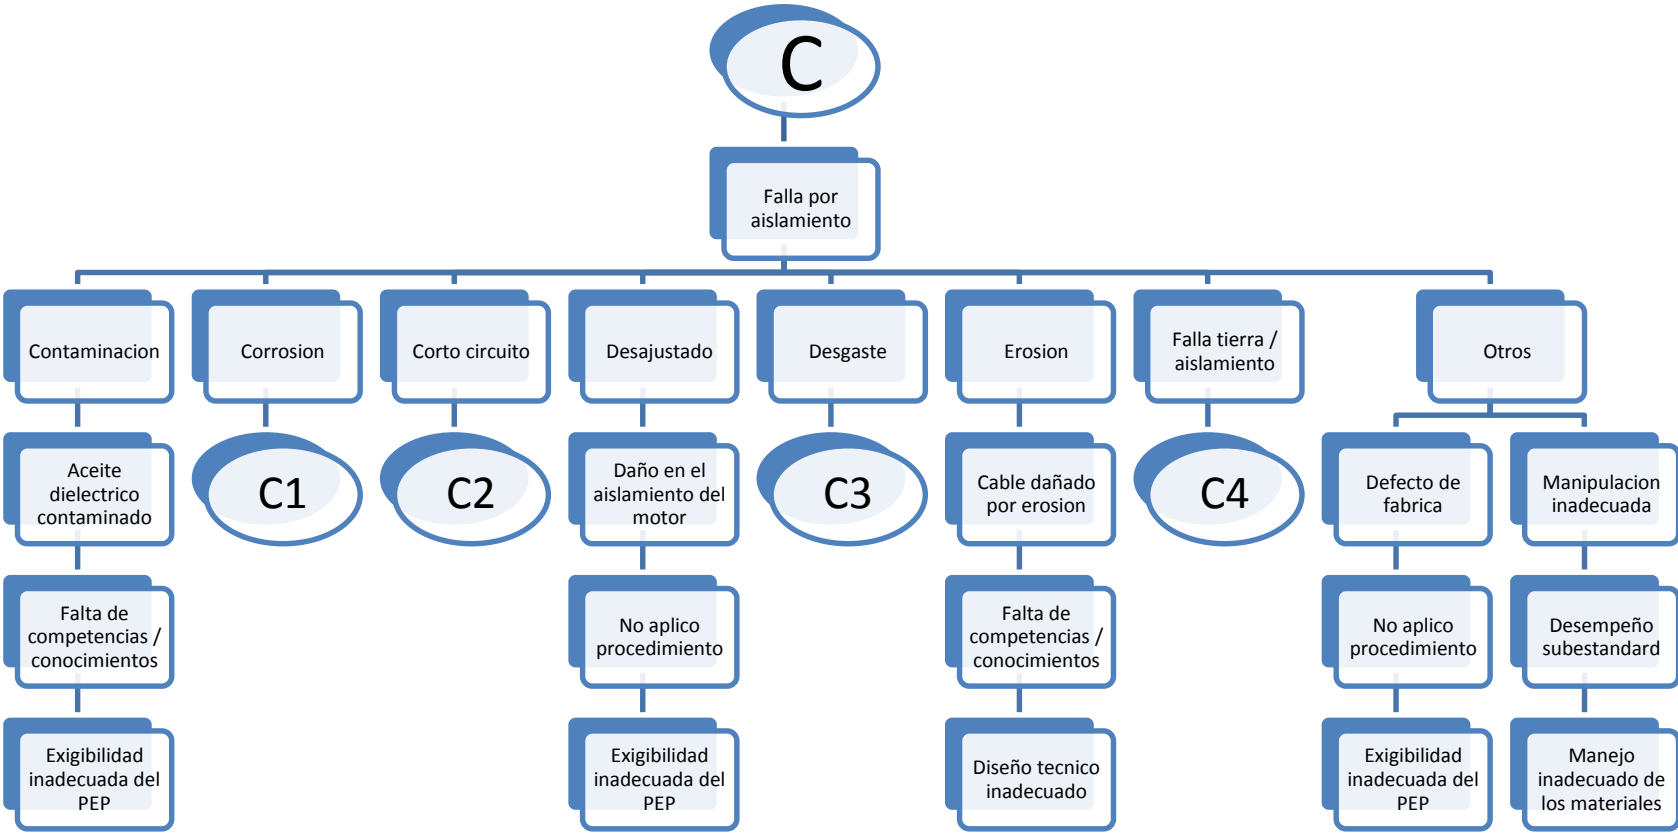 C
Falla por
aislamiento
Contaminacion
Corrosion
Corto circuito
Desajustado
Desgaste
Erosion
Falla tierra /
aislamiento
Otros
Aceite
dielectrico
contaminado
C1
C2
Daño en el
aislamiento del
motor
C3
Cable dañado
por erosion
C4
Defecto de
fabrica
Manipulacion
inadecuada
Falta de
competencias /
conocimientos
No aplico
procedimiento
Falta de
competencias /
conocimientos
No aplico
procedimiento
Desempeño
subestandard
Exigibilidad
inadecuada del
PEP
Exigibilidad
inadecuada del
PEP
Diseño tecnico
inadecuado
Exigibilidad
inadecuada del
PEP
Manejo
inadecuado de
los materiales